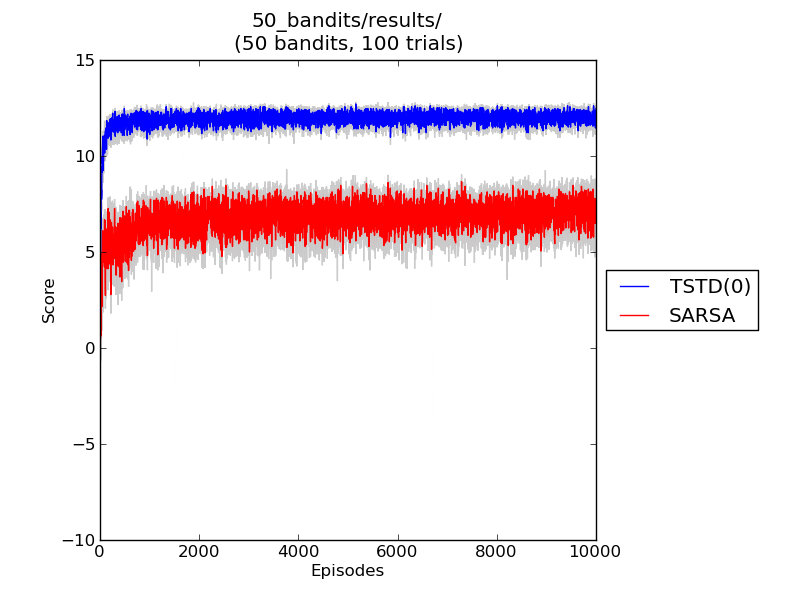 50_bandits/results/
(50 bandits, 100 trials)
15
10
5
0
−5
−10
Score
0
2000
4000
6000
8000
10000
Episodes
TSTD(0)
SARSA